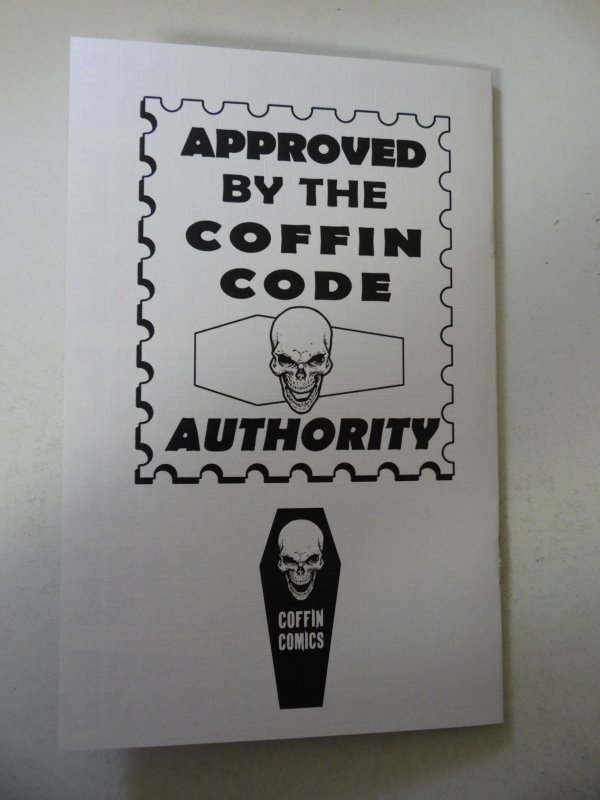 APPROVED
BY THE
COFFIN
CODE
AUTHORITY
COFFIN
COMICS